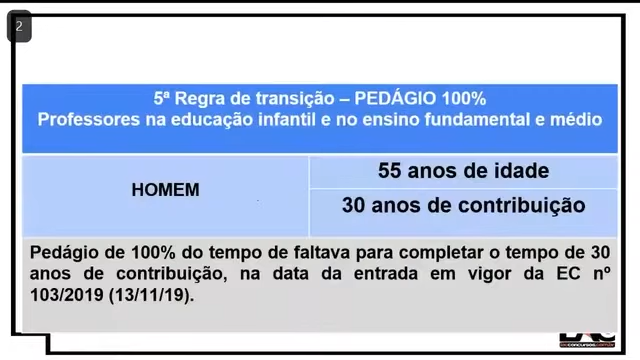 2
5ª Regra de transição – PEDÁGIO 100%
Professores na educação infantil e no ensino fundamental e médio
HOMEM
55 anos de idade
30 anos de contribuição
Pedágio de 100% do tempo de faltava para completar o tempo de 30
anos de contribuição, na data da entrada em vigor da EC nº
103/2019 (13/11/19).